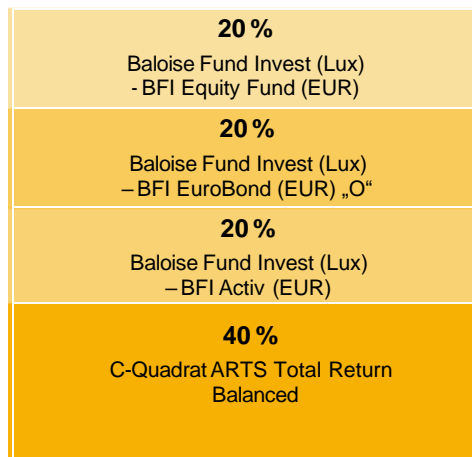 20 %
Baloise Fund Invest (Lux)
- BFI Equity Fund (EUR)
20 %
Baloise Fund Invest (Lux)
– BFI EuroBond (EUR) „O“
20 %
Baloise Fund Invest (Lux)
– BFI Activ (EUR)
40 %
C-Quadrat ARTS Total Return
Balanced